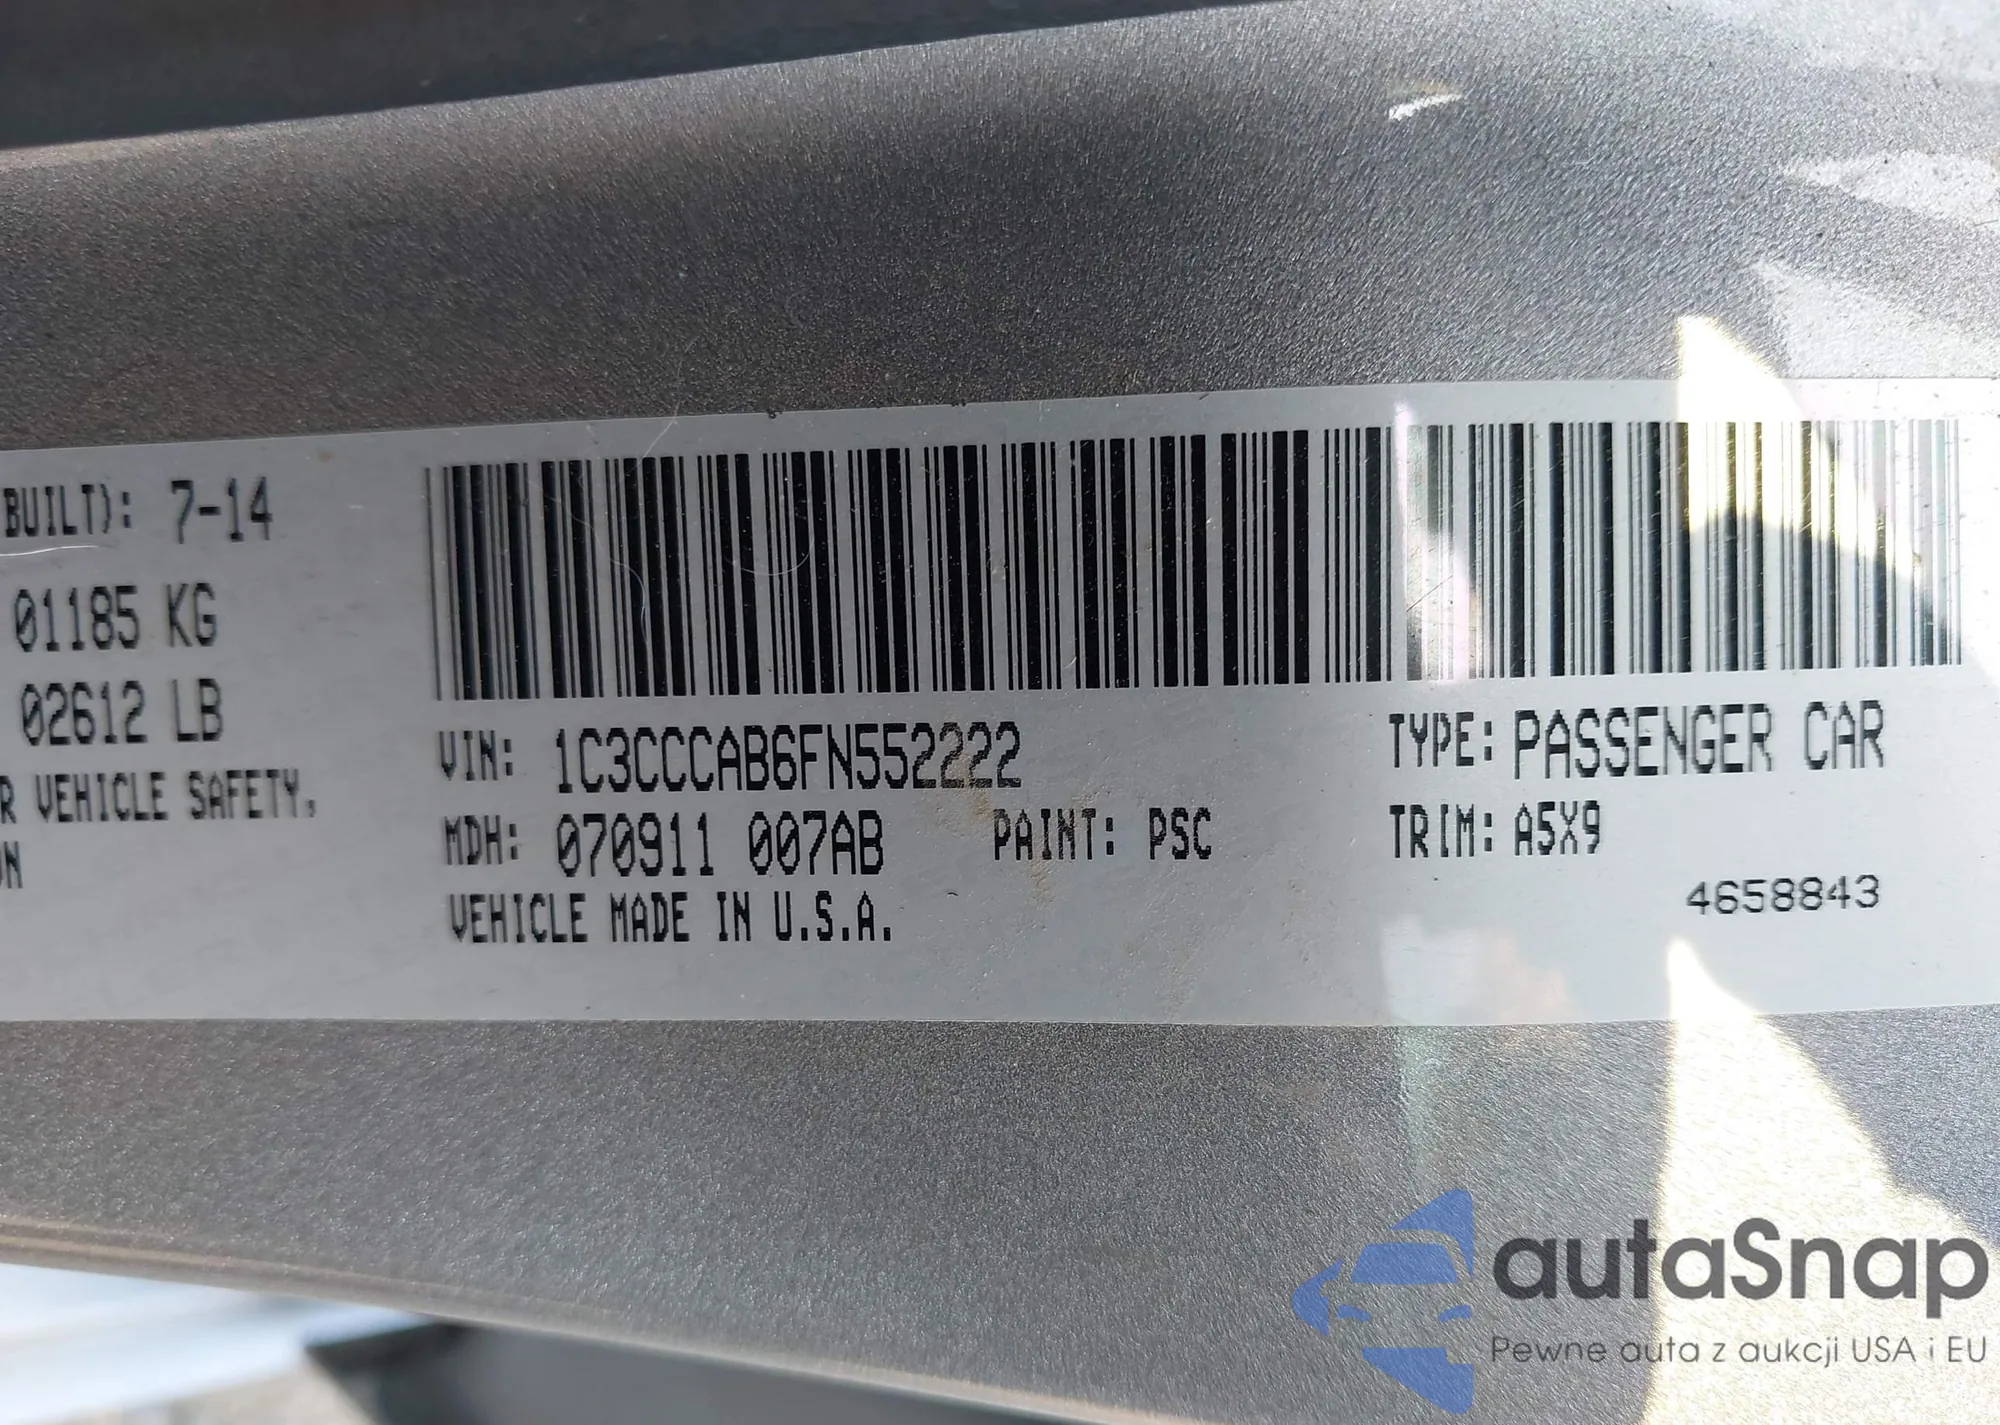 BUILT): 7-14
01185 KG
02612 LB
R VEHICLE SAFETY,
ON
VIN: 1C3CCCAB6FN552222
TYPE: PASSENGER CAR
MDH: 070911 007AB
PAINT: PSC
TRIM: A5X9
VEHICLE MADE IN U.S.A.
4658843
autaSnap
Pewne auta z aukcji USA i EU